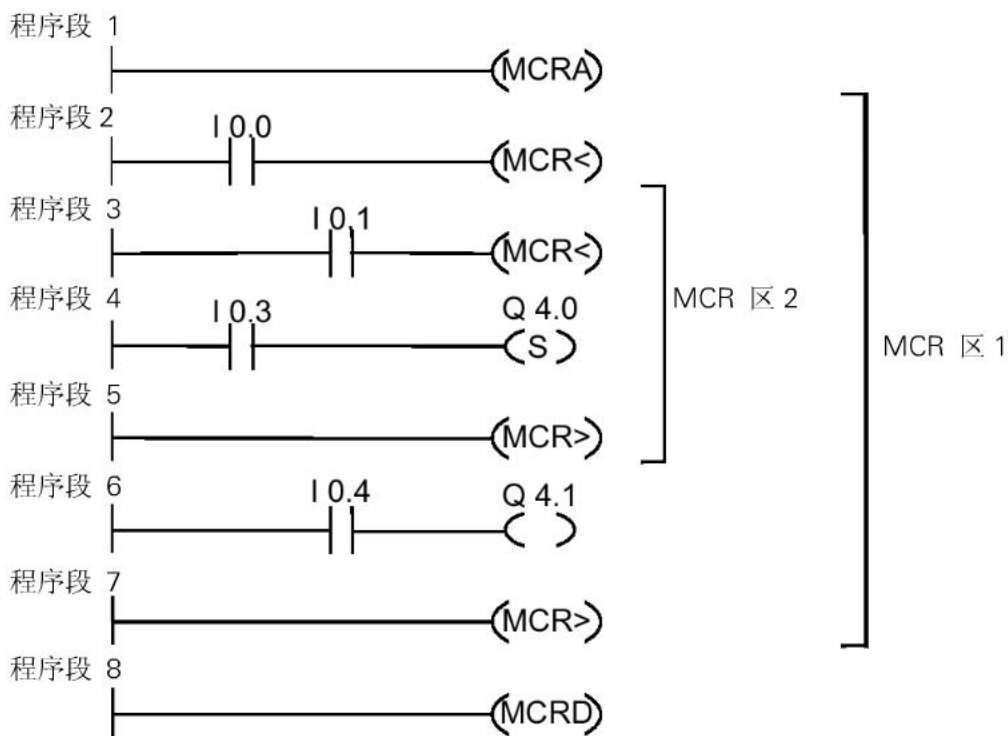 程序段 1
(MCRA)
程序段 2
I 0.0
(MCR<)
程序段 3
I 0.1
(MCR<)
程序段 4
I 0.3
Q 4.0
(S)
MCR 区 2
MCR 区 1
程序段 5
(MCR>)
程序段 6
I 0.4
Q 4.1
( )
程序段 7
(MCR>)
程序段 8
(MCRD)